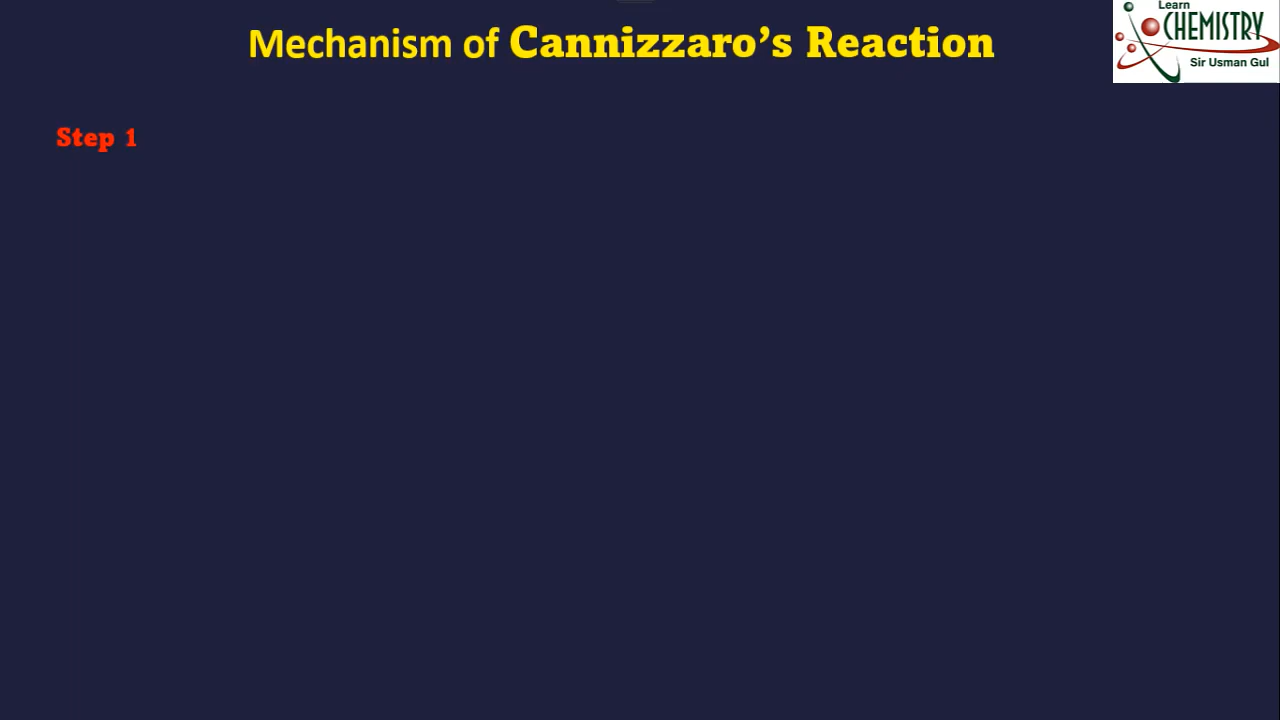 Mechanism of Cannizzaro’s Reaction
Learn
CHEMISTRY
Sir Usman Gul
Step 1